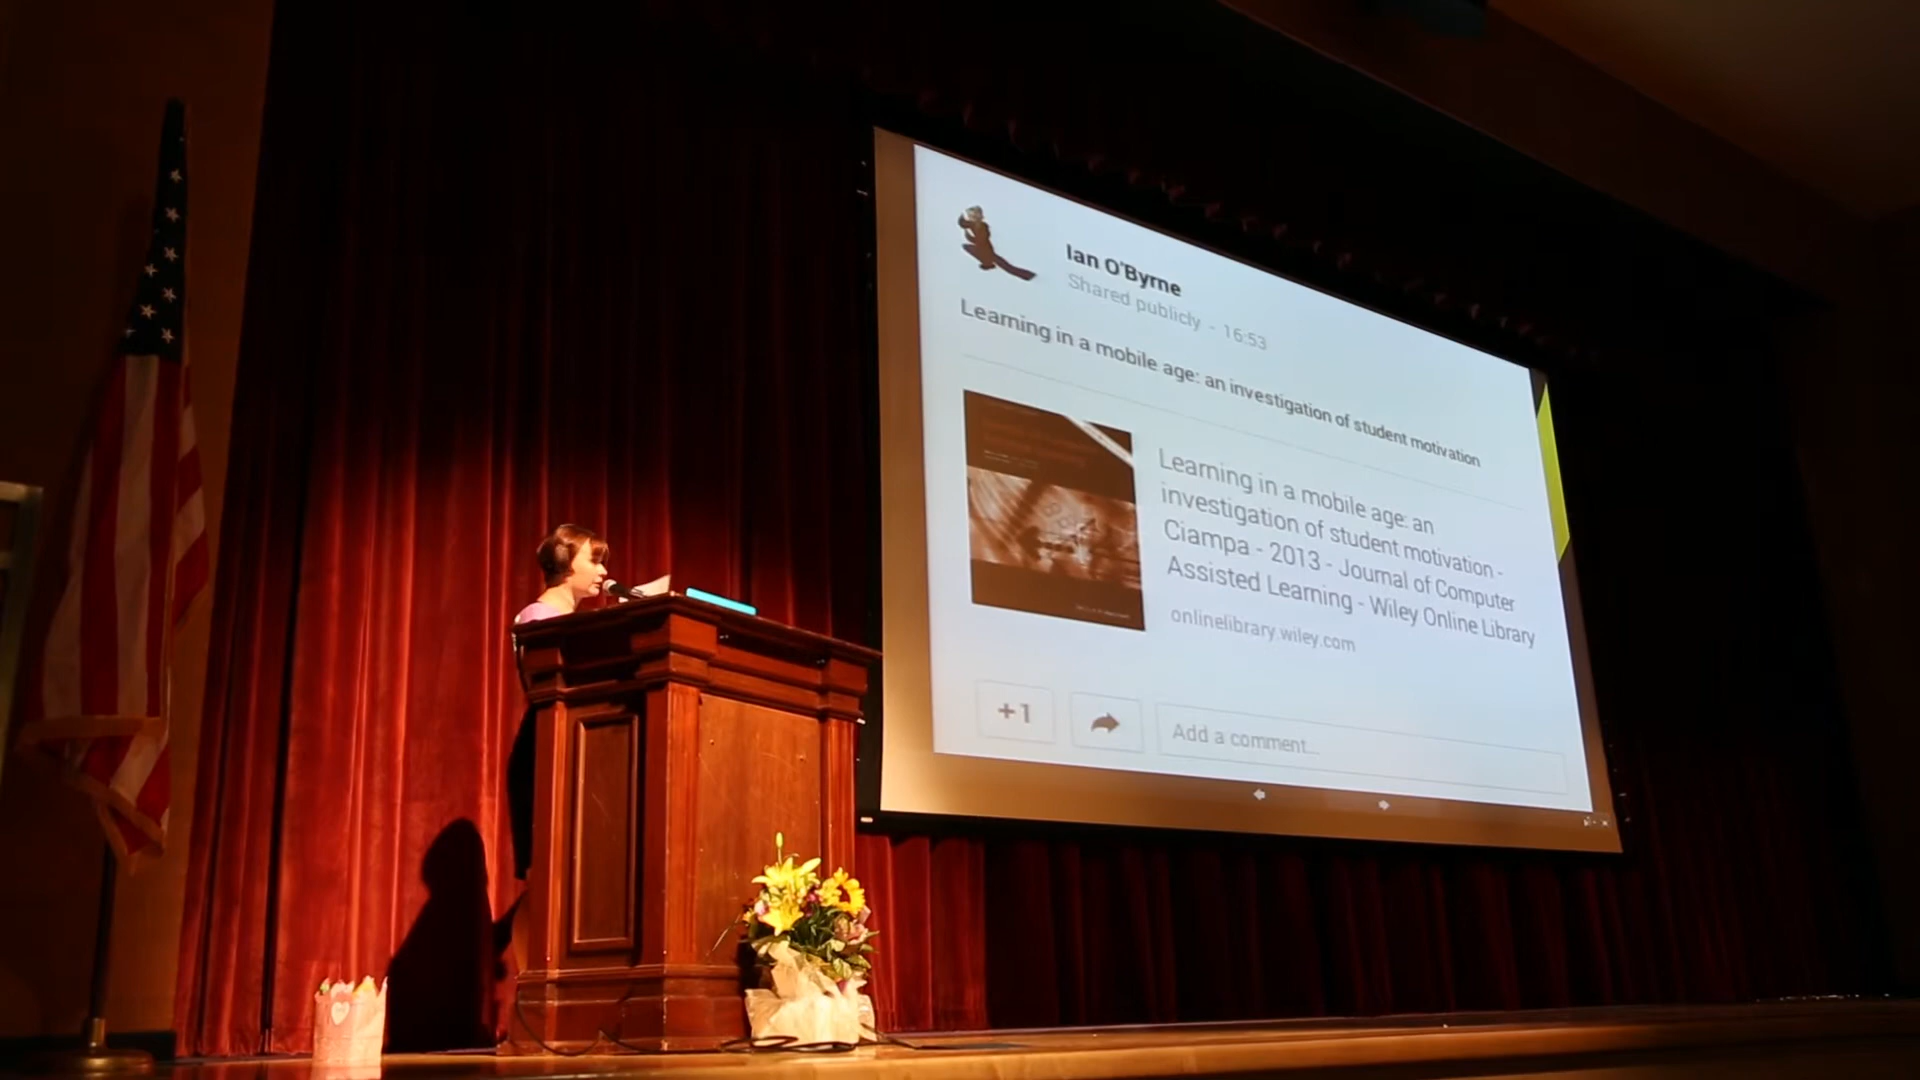 Ian O'Byrne
Shared publicly - 16:53
Learning in a mobile age: an investigation of student motivation
Learning in a mobile age: an
investigation of student motivation -
Ciampa - 2013 - Journal of Computer
Assisted Learning - Wiley Online Library
onlinelibrary.wiley.com
+1
Add a comment...